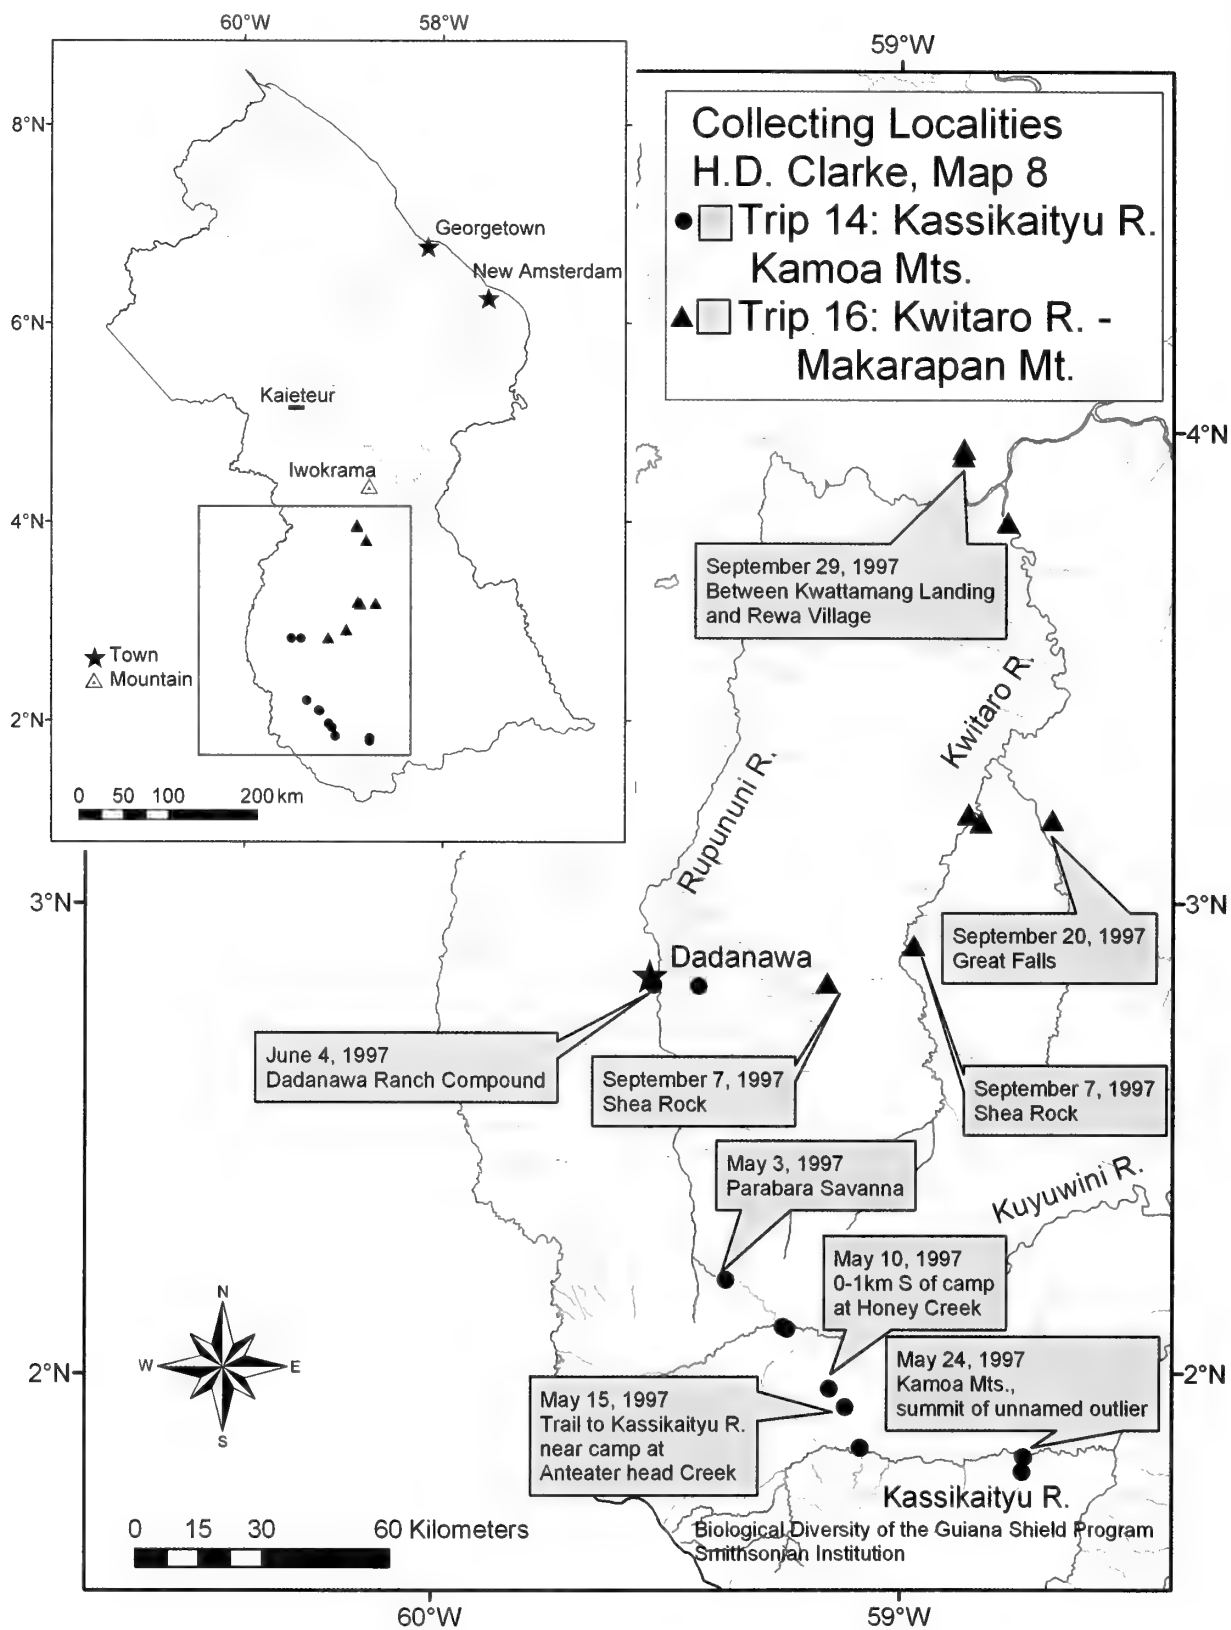 60°W
58°W
59°W
8°N
6°N
4°N
2°N
Georgetown
New Amsterdam
Kaieteur
Iwokrama
Town
Mountain
0 50 100 200 km
Collecting Localities
H.D. Clarke, Map 8
Trip 14: Kassikaityu R.
Kamoa Mts.
Trip 16: Kwitaro R. -
Makarapan Mt.
4°N
September 29, 1997
Between Kwattamang Landing
and Rewa Village
Kwitaro R.
Rupununi R.
3°N
3°N
September 20, 1997
Great Falls
Dadanawa
June 4, 1997
Dadanawa Ranch Compound
September 7, 1997
Shea Rock
September 7, 1997
Shea Rock
May 3, 1997
Parabara Savanna
Kuyuwini R.
May 10, 1997
0-1km S of camp
at Honey Creek
N
W
E
S
2°N
2°N
May 24, 1997
Kamoa Mts.,
summit of unnamed outlier
May 15, 1997
Trail to Kassikaityu R.
near camp at
Anteater head Creek
Kassikaityu R.
0 15 30 60 Kilometers
Biological Diversity of the Guiana Shield Program
Smithsonian Institution
60°W
59°W